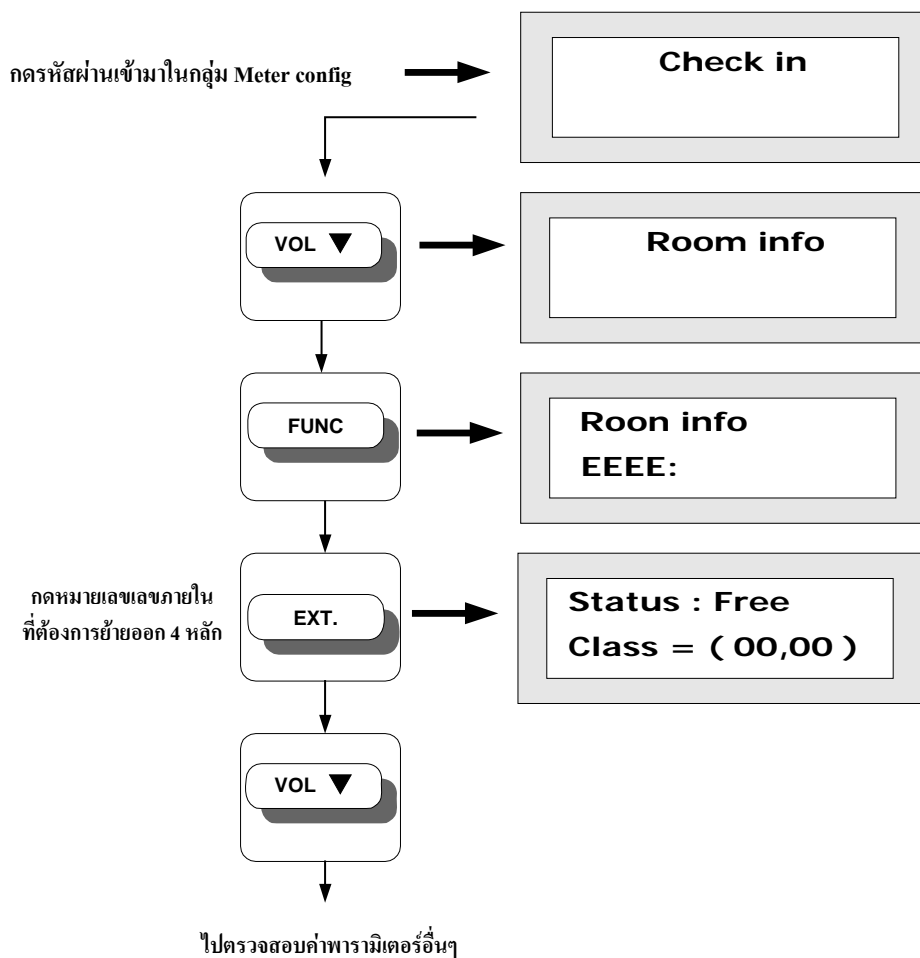 กดรหัสผ่านเข้ามาในกลุ่ม Meter config
Check in
VOL ▼
Room info
FUNC
Roon info
EEEE:
กดหมายเลขเลขภายใน
ที่ต้องการย้ายออก 4 หลัก
EXT.
Status : Free
Class = ( 00,00 )
VOL ▼
ไปตรวจสอบค่าพารามิเตอร์อื่นๆ